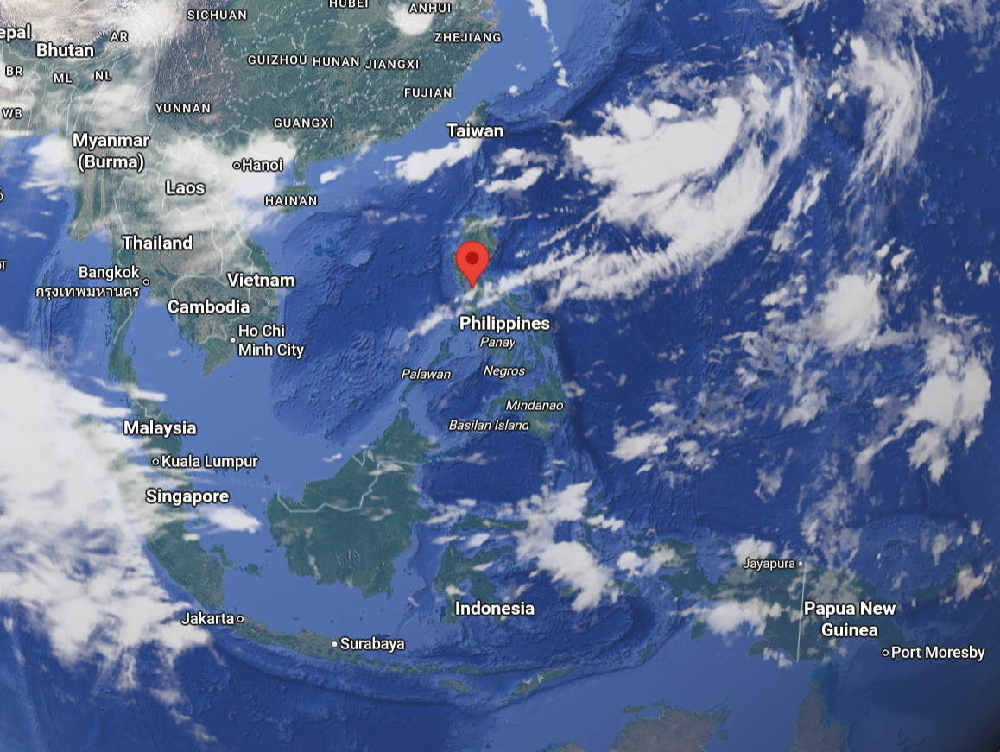 HUBEI
ANHUI
SICHUAN
epal
AR
ZHEJIANG
Bhutan
GUIZHOU
HUNAN
JIANGXI
BR
ML
NL
FUJIAN
WB
YUNNAN
GUANGXI
Taiwan
Myanmar
(Burma)
Hanoi
Laos
HAINAN
Thailand
Bangkok
กรุงเทพมหานคร
Vietnam
Cambodia
Ho Chi
Minh City
Philippines
Panay
Palawan
Negros
Mindanao
Basilan Island
Malaysia
Kuala Lumpur
Singapore
Jayapura
Indonesia
Papua New
Guinea
Jakarta
Surabaya
Port Moresby